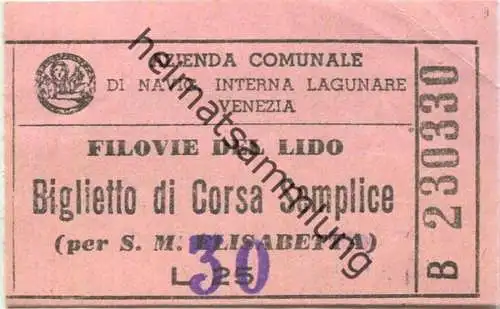 AZIENDA COMUNALE
DI NAVIG. INTERNA LAGUNARE
VENEZIA
FILOVIE DEL LIDO
Biglietto di Corsa Semplice
(per S. M. ELISABETTA)
L. 25
30
B 230330
heimatsammlung